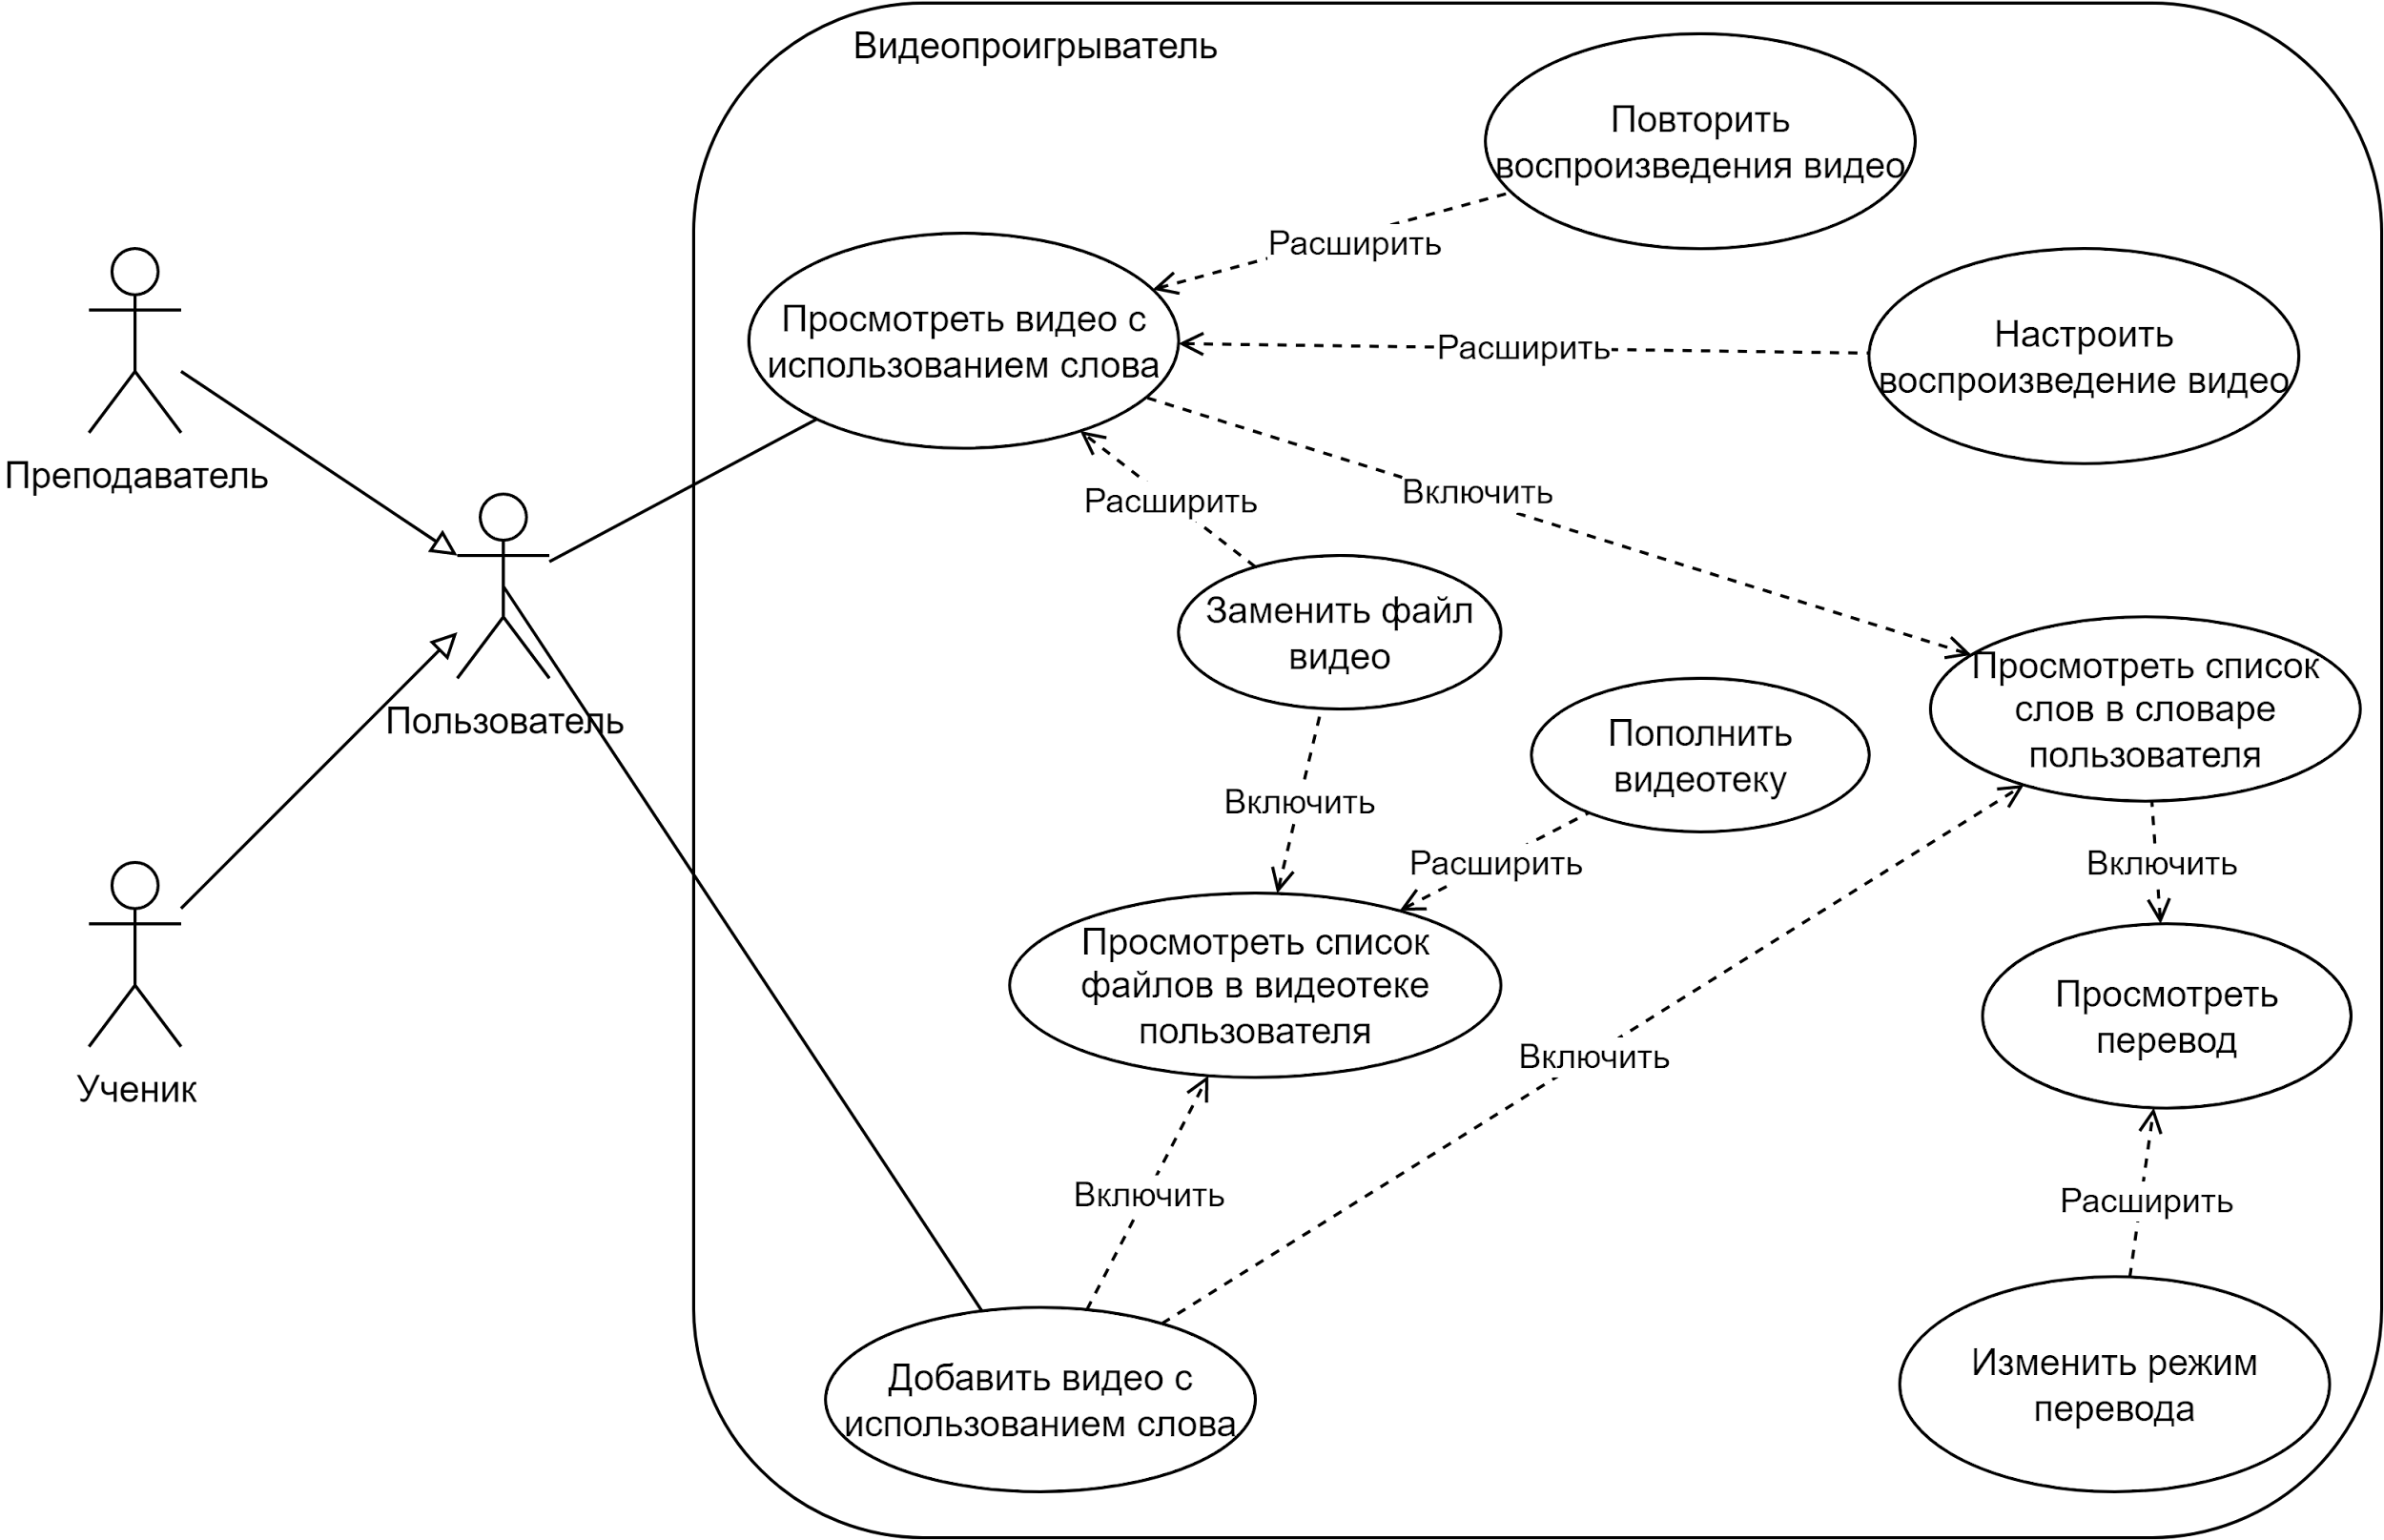 Видеопроигрыватель
Повторить
воспроизведения видео
Расширить
Просмотреть видео с
использованием слова
Расширить
Настроить
воспроизведение видео
Преподаватель
Расширить
Включить
Заменить файл
видео
Пользователь
Просмотреть список
слов в словаре
пользователя
Пополнить
видеотеку
Включить
Расширить
Включить
Просмотреть список
файлов в видеотеке
пользователя
Просмотреть
перевод
Ученик
Включить
Включить
Расширить
Добавить видео с
использованием слова
Изменить режим
перевода